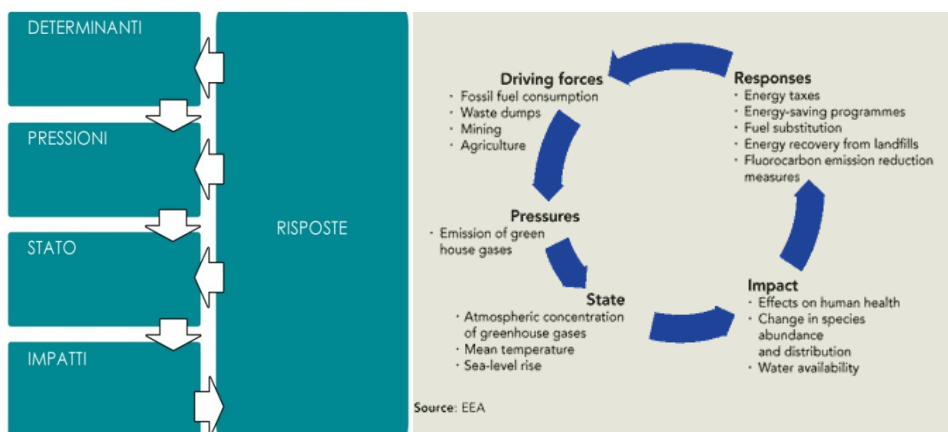 DETERMINANTI
PRESSIONI
STATO
IMPATTI
RISPOSTE
Driving forces
· Fossil fuel consumption
· Waste dumps
· Mining
· Agriculture
Pressures
· Emission of green
house gases
State
· Atmospheric concentration
of greenhouse gases
· Mean temperature
· Sea-level rise
Impact
· Effects on human health
· Change in species
abundance
and distribution
· Water availability
Responses
· Energy taxes
· Energy-saving programmes
· Fuel substitution
· Energy recovery from landfills
· Fluorocarbon emission reduction
measures
Source: EEA